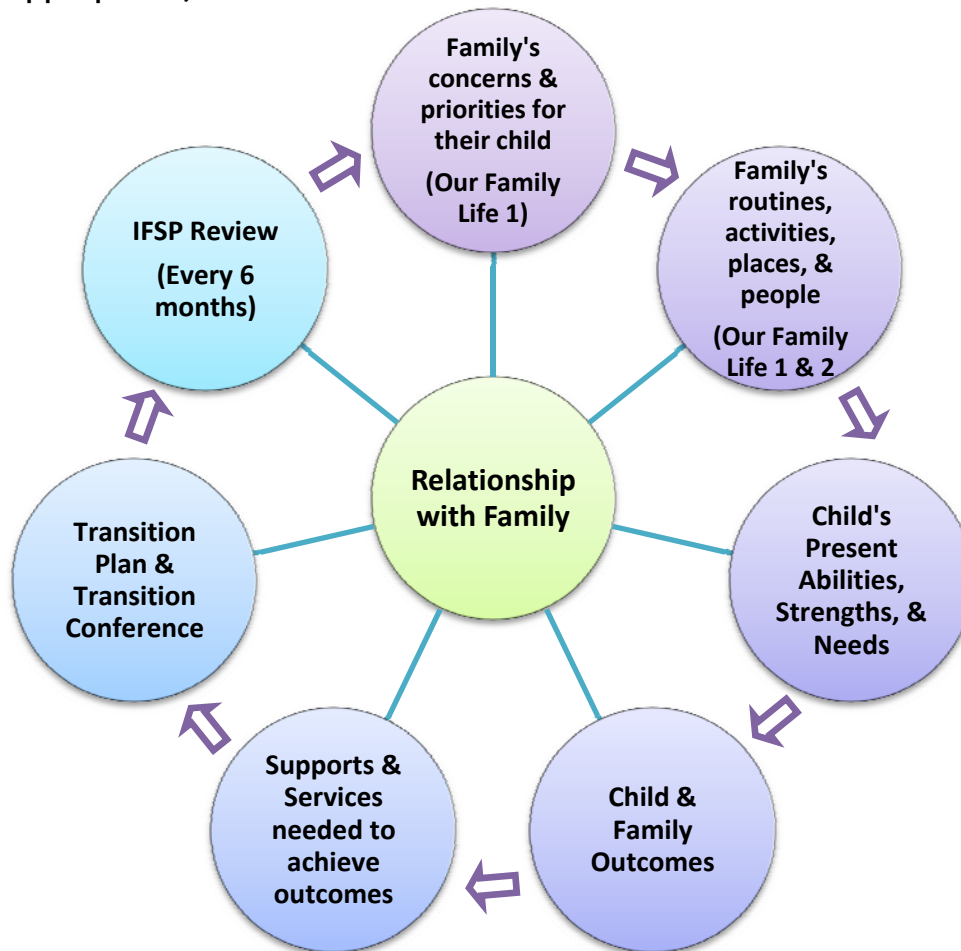 Family's
concerns &
priorities for
their child
(Our Family
Life 1)
Family's
routines,
activities,
places, &
people
(Our Family
Life 1 & 2
Child's
Present
Abilities,
Strengths, &
Needs
Child &
Family
Outcomes
Supports &
Services
needed to
achieve
outcomes
Transition
Plan &
Transition
Conference
IFSP Review
(Every 6
months)
Relationship
with Family